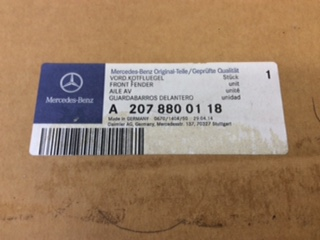 Mercedes-Benz Original-Teile/Geprüfte Qualität
VORD.KOTFLUEGEL Stück 1
FRONT FENDER unit
AILE AV unité
GUARDABARROS DELANTERO unidad
Mercedes-Benz
A 207 880 01 18
Made in GERMANY
Daimler AG, Germany, Mercedesstr. 137, 70327 Stuttgart
07